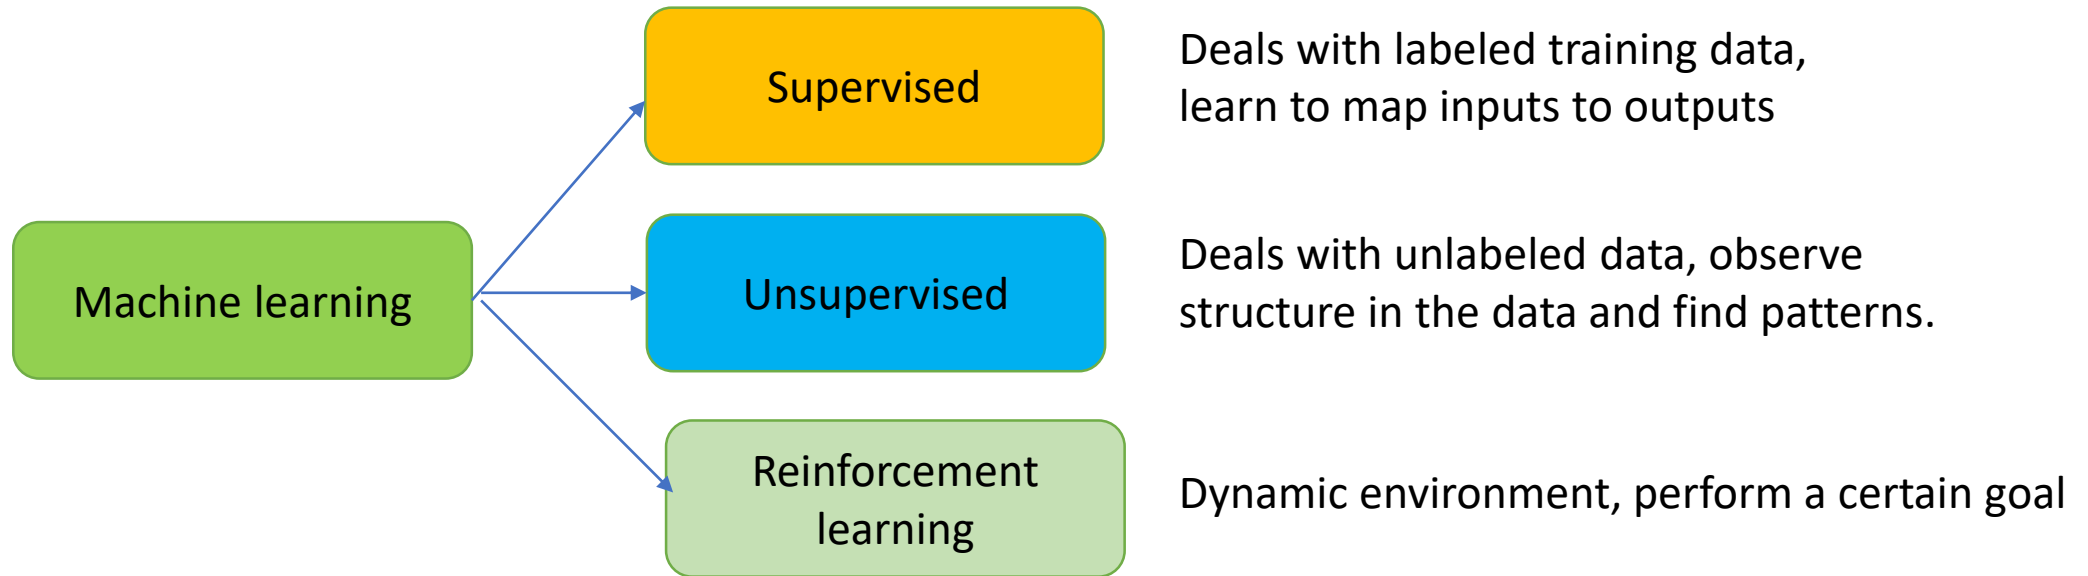 Supervised
Deals with labeled training data,
learn to map inputs to outputs
Machine learning
Unsupervised
Deals with unlabeled data, observe
structure in the data and find patterns.
Reinforcement
learning
Dynamic environment, perform a certain goal